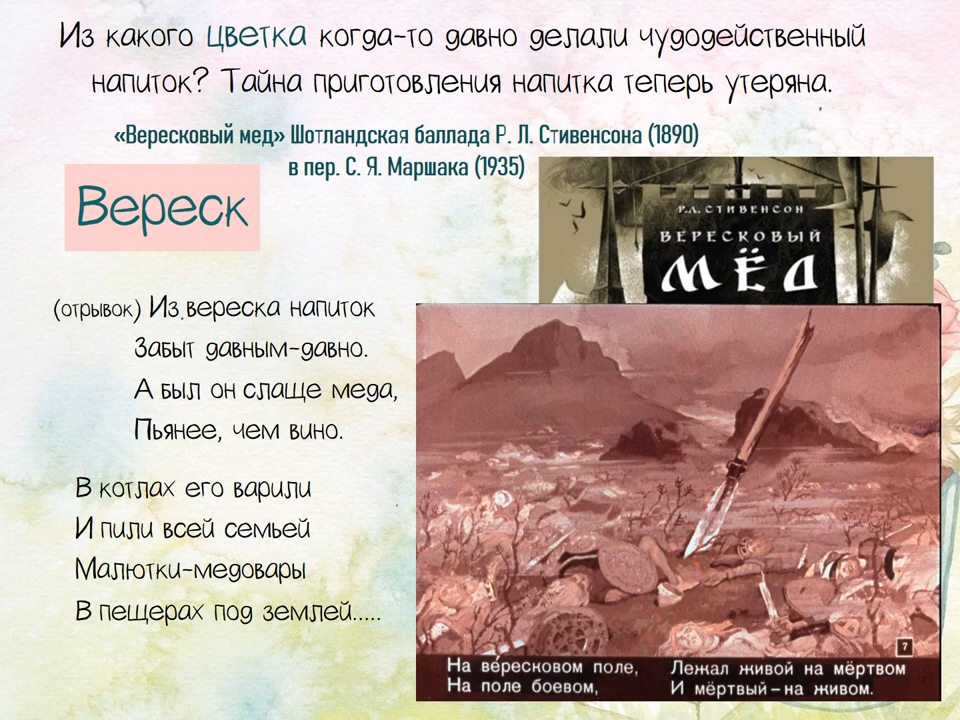 Из какого цветка когда-то давно делали чудодейственный
напиток? Тайна приготовления напитка теперь утеряна.
«Вересковый мед» Шотландская баллада Р. Л. Стивенсона (1890)
в пер. С. Я. Маршака (1935)
Вереск
Р.Л.СТИВЕНСОН
ВЕРЕСКОВЫЙ
МЁД
(отрывок) Из вереска напиток
Забыт давным-давно.
А был он слаще меда,
Пьянее, чем вино.
В котлах его варили
И пили всей семьей
Малютки-медовары
В пещерах под землей.....
7
На ве́ресковом поле,
На поле боевом,
Лежал живой на мёртвом
И мёртвый – на живом.